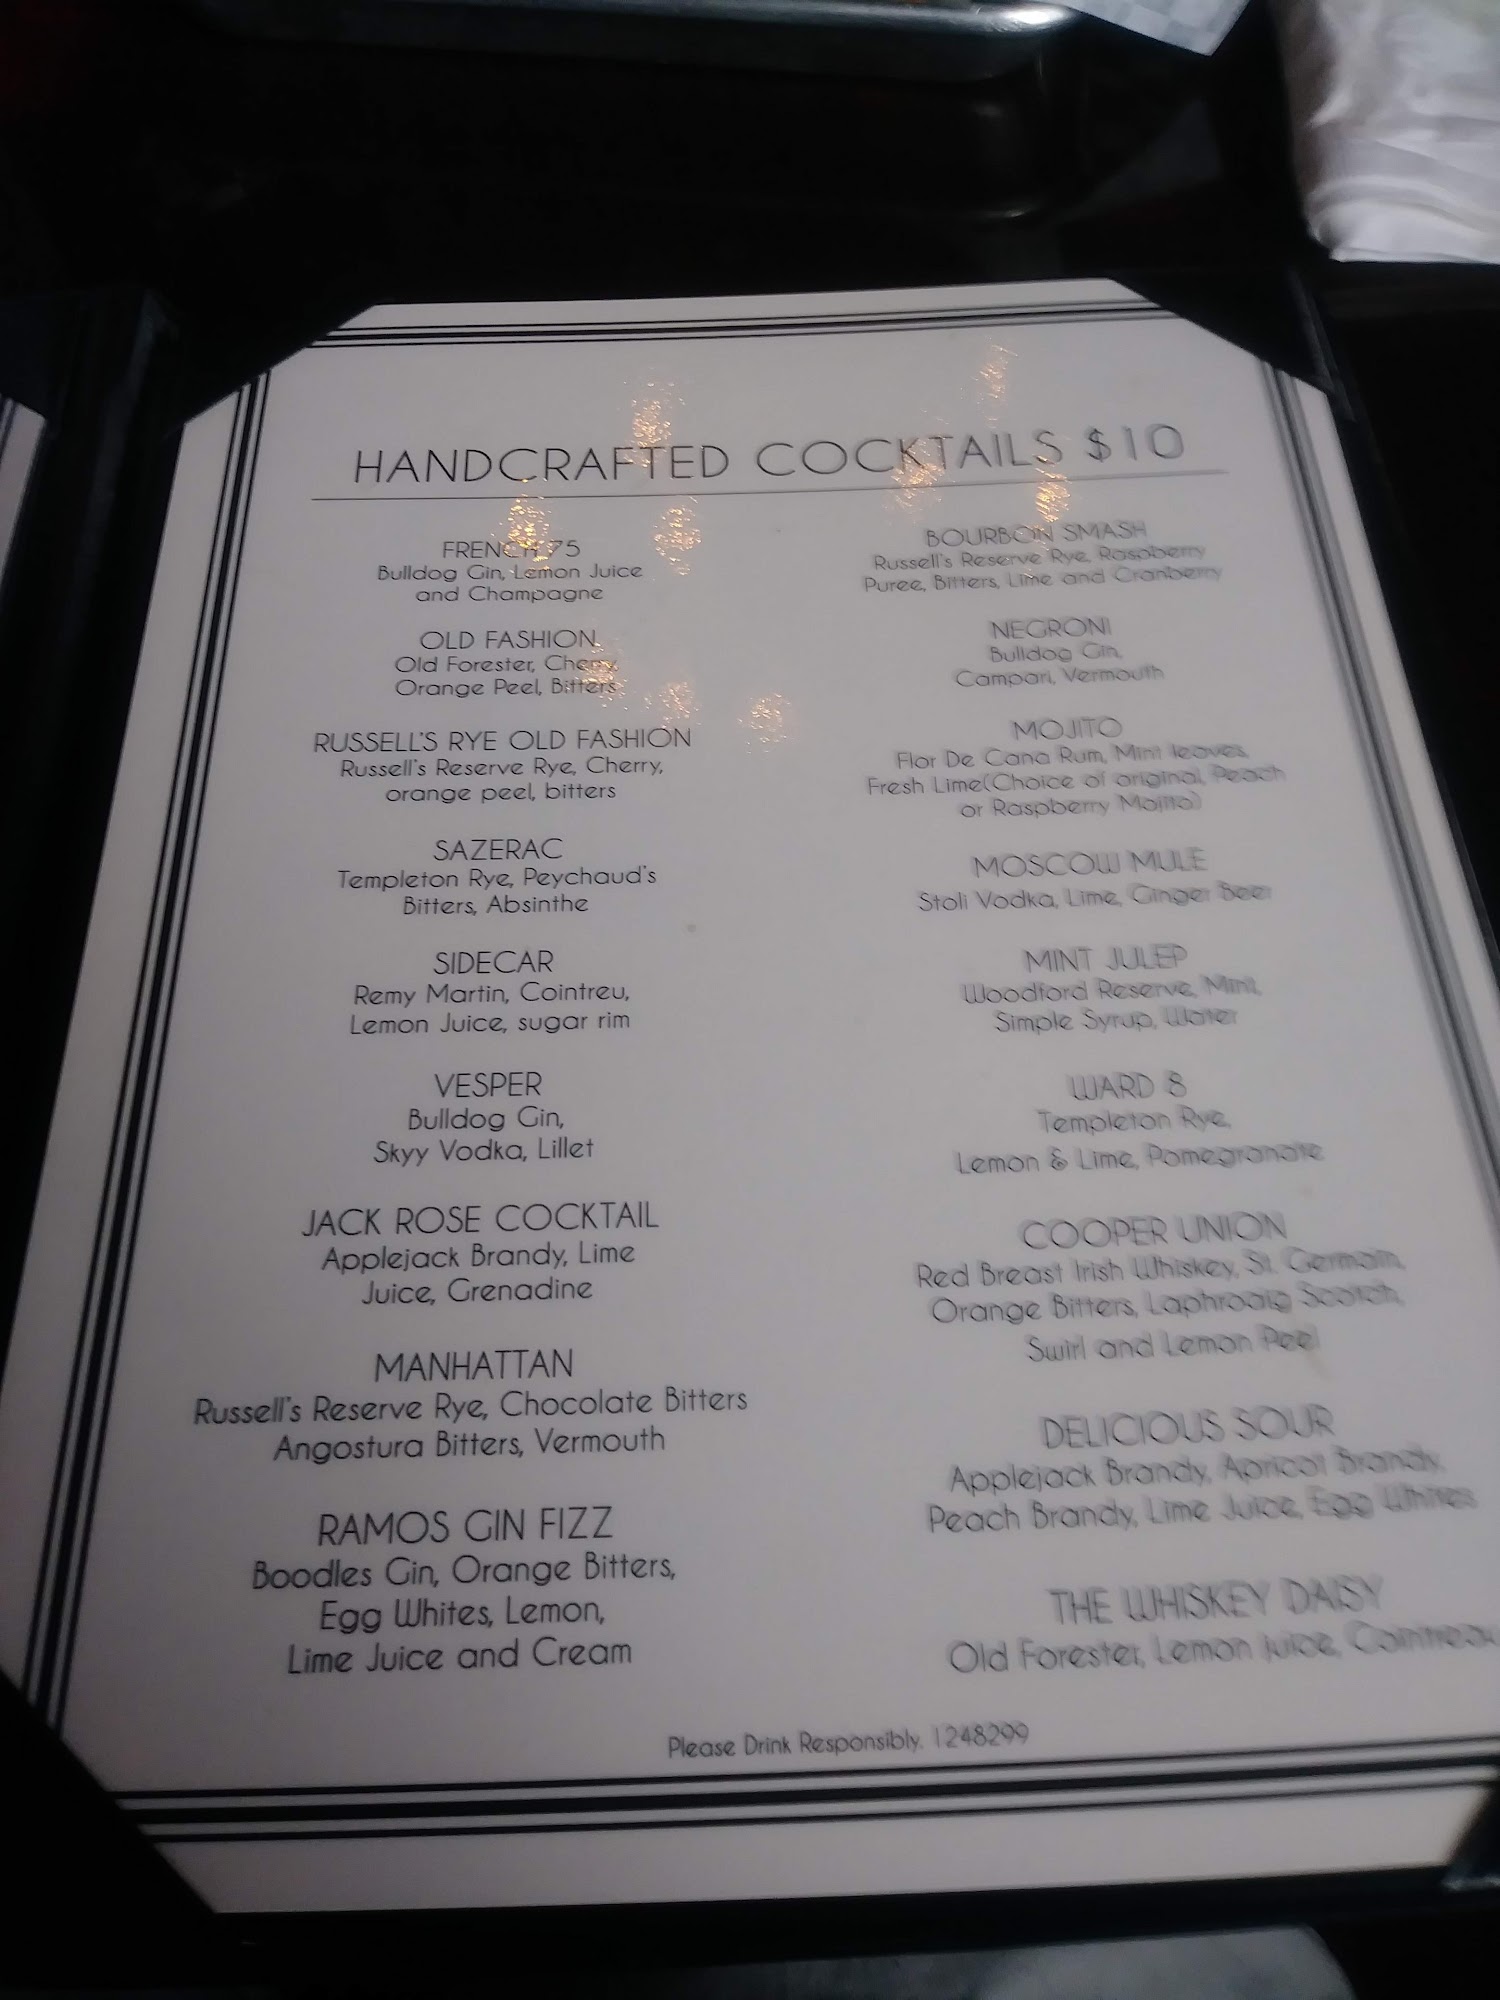 HANDCRAFTED COCKTAILS $10
FRENCH 75
Bulldog Gin, Lemon Juice
and Champagne
OLD FASHION
Old Forester, Cherry,
Orange Peel, Bitters
RUSSELL'S RYE OLD FASHION
Russell's Reserve Rye, Cherry,
orange peel, bitters
SAZERAC
Templeton Rye, Peychaud's
Bitters, Absinthe
SIDECAR
Remy Martin, Cointreu,
Lemon Juice, sugar rim
VESPER
Bulldog Gin,
Skyy Vodka, Lillet
JACK ROSE COCKTAIL
Applejack Brandy, Lime
Juice, Grenadine
MANHATTAN
Russell's Reserve Rye, Chocolate Bitters
Angostura Bitters, Vermouth
RAMOS GIN FIZZ
Boodles Gin, Orange Bitters,
Egg Whites, Lemon,
Lime Juice and Cream
BOURBON SMASH
Russell's Reserve Rye, Raspberry
Puree, Bitters, Lime and Cranberry
NEGRONI
Bulldog Gin,
Campari, Vermouth
MOJITO
Flor De Cana Rum, Mint leaves,
Fresh Lime(Choice of original, Peach
or Raspberry Mojito)
MOSCOW MULE
Stoli Vodka, Lime, Ginger Beer
MINT JULEP
Woodford Reserve, Mint,
Simple Syrup, Water
WARD 8
Templeton Rye,
Lemon & Lime, Pomegranate
COOPER UNION
Red Breast Irish Whiskey, St. Germain,
Orange Bitters, Laphroaig Scotch,
Swirl and Lemon Peel
DELICIOUS SOUR
Applejack Brandy, Apricot Brandy,
Peach Brandy, Lime Juice, Egg Whites
THE WHISKEY DAISY
Old Forester, Lemon juice, Cointreau
Please Drink Responsibly. 1248299